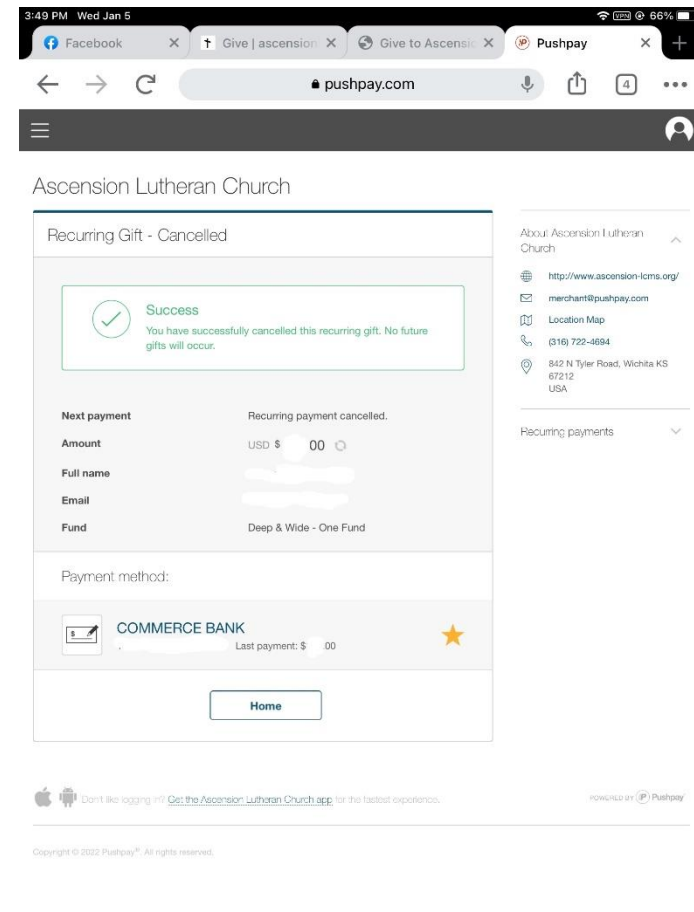 3:49 PM Wed Jan 5
VPN
66%
Facebook
Give | ascension
Give to Ascensic
Pushpay
pushpay.com
4
Ascension Lutheran Church
Recurring Gift - Cancelled
Success
You have successfully cancelled this recurring gift. No future
gifts will occur.
Next payment Recurring payment cancelled.
Amount USD $ 00
Full name
Email
Fund Deep & Wide - One Fund
Payment method:
$
COMMERCE BANK
Last payment: $ .00
Home
About Ascension Lutheran
Church
http://www.ascension-lcms.org/
merchant@pushpay.com
Location Map
(316) 722-4694
842 N Tyler Road, Wichita KS
67212
USA
Recurring payments
Don't like logging in? Get the Ascension Lutheran Church app for the fastest experience.
POWERED BY Pushpay
Copyright © 2022 Pushpay®. All rights reserved.